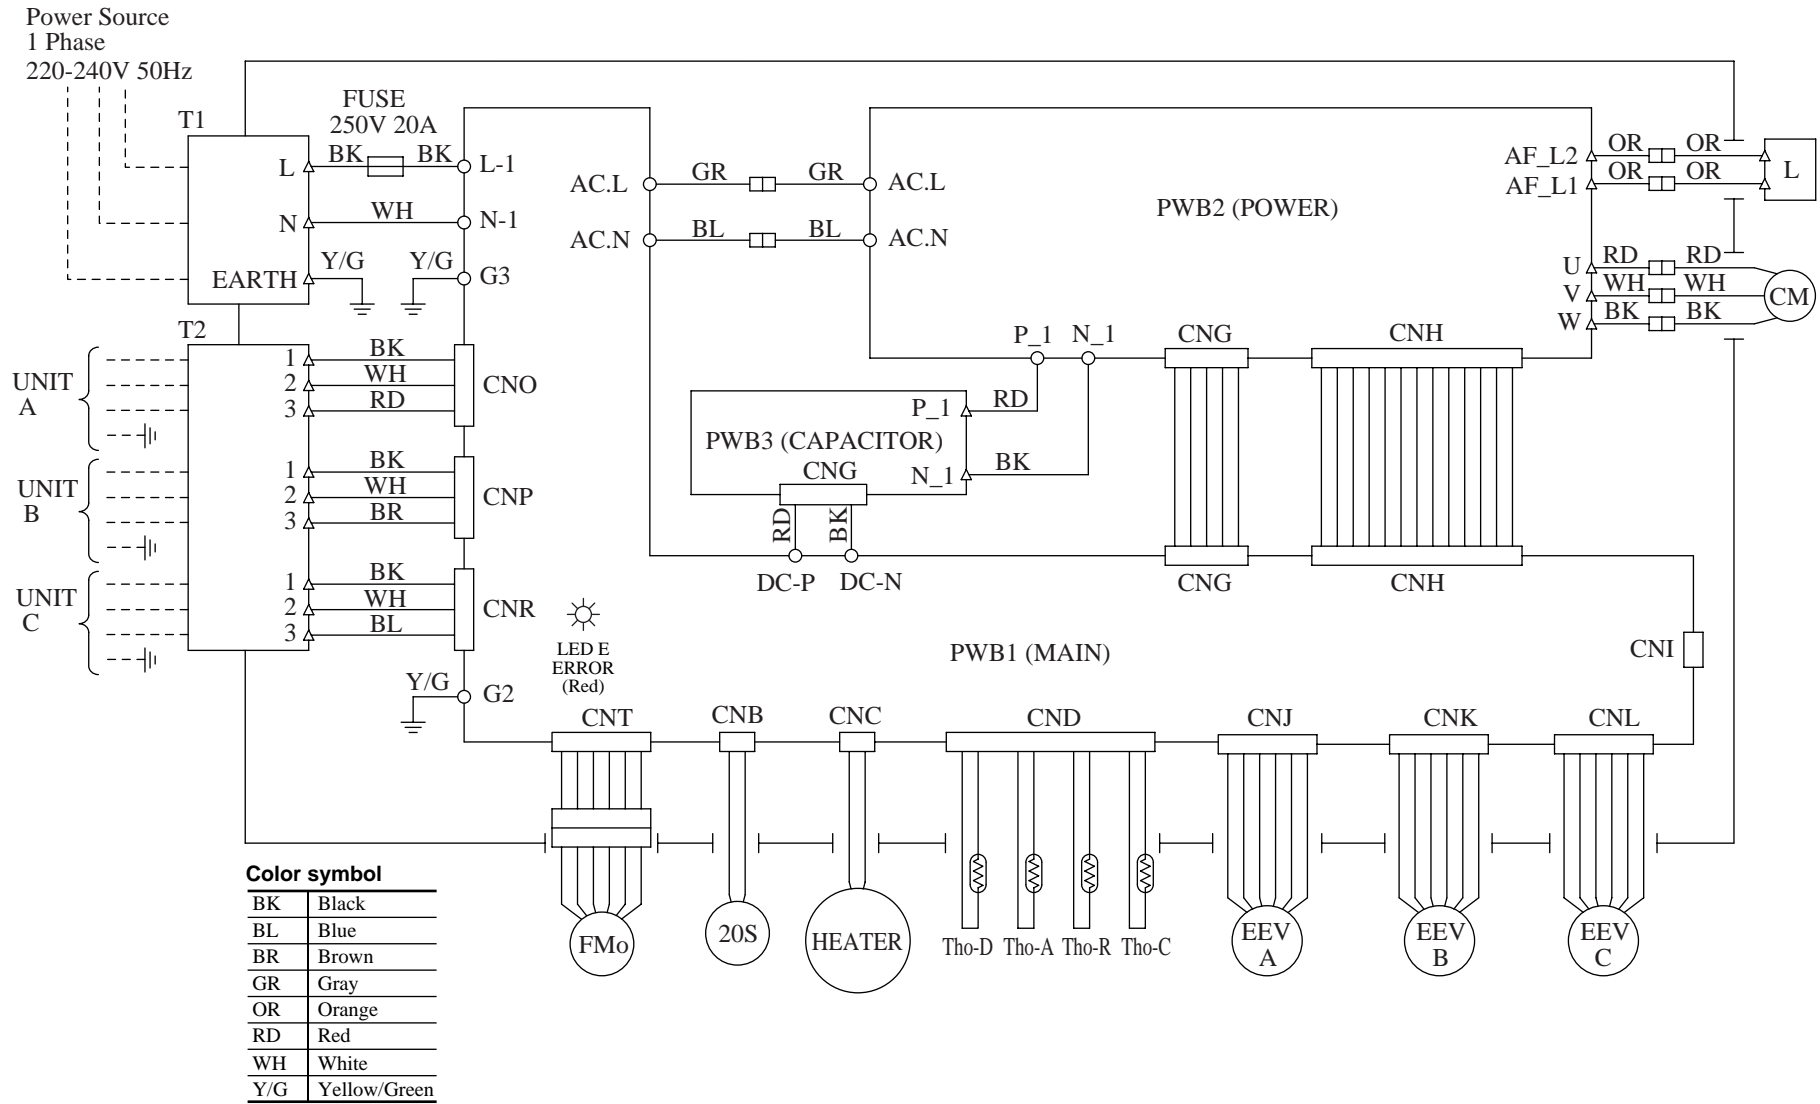 Power Source
1 Phase
220-240V 50Hz
T1
FUSE
250V 20A
L BK BK L-1
N WH N-1
EARTH Y/G Y/G G3
AC.L GR GR AC.L
AC.N BL BL AC.N
PWB2 (POWER)
AF_L2 OR OR
AF_L1 OR OR
L
U RD RD
V WH WH
W BK BK
CM
T2
UNIT
A
1 BK
2 WH
3 RD
CNO
UNIT
B
1 BK
2 WH
3 BR
CNP
UNIT
C
1 BK
2 WH
3 BL
CNR
Y/G G2
P_1 N_1 CNG CNH
P_1 RD
PWB3 (CAPACITOR)
CNG
N_1 BK
RD BK
DC-P DC-N CNG CNH
LED E
ERROR
(Red)
PWB1 (MAIN)
CNI
CNT CNB CNC CND CNJ CNK CNL
FMo
20S
HEATER
Tho-D Tho-A Tho-R Tho-C
EEV
A
EEV
B
EEV
C
Color symbol
BK Black
BL Blue
BR Brown
GR Gray
OR Orange
RD Red
WH White
Y/G Yellow/Green